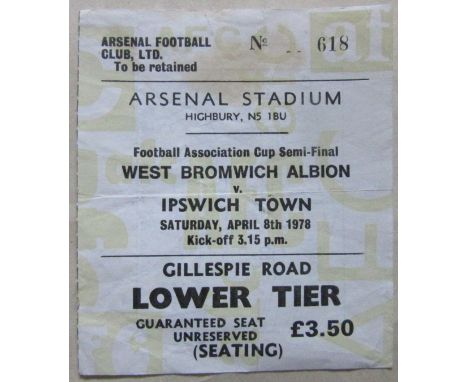 ARSENAL FOOTBALL
CLUB, LTD.
To be retained
Nº 618
ARSENAL STADIUM
HIGHBURY, N5 1BU
Football Association Cup Semi-Final
WEST BROMWICH ALBION
v.
IPSWICH TOWN
SATURDAY, APRIL 8th 1978
Kick-off 3.15 p.m.
GILLESPIE ROAD
LOWER TIER
GUARANTEED SEAT
UNRESERVED £3.50
(SEATING)